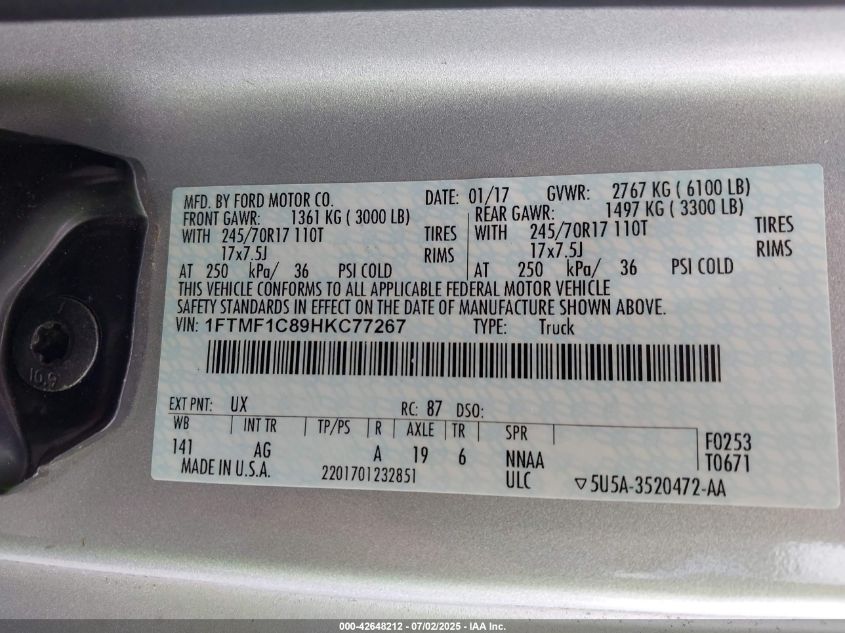 MFD. BY FORD MOTOR CO. DATE: 01/17 GVWR: 2767 KG ( 6100 LB)
FRONT GAWR: 1361 KG ( 3000 LB) REAR GAWR: 1497 KG ( 3300 LB)
WITH 245/70R17 110T TIRES WITH 245/70R17 110T TIRES
17x7.5J RIMS 17x7.5J RIMS
AT 250 kPa/ 36 PSI COLD AT 250 kPa/ 36 PSI COLD
THIS VEHICLE CONFORMS TO ALL APPLICABLE FEDERAL MOTOR VEHICLE
SAFETY STANDARDS IN EFFECT ON THE DATE OF MANUFACTURE SHOWN ABOVE.
VIN: 1FTMF1C89HKC77267 TYPE: Truck
EXT PNT: UX RC: 87 DSO:
WB INT TR TP/PS R AXLE TR SPR
141 AG A 19 6 NNAA F0253
MADE IN U.S.A. 2201701232851 ULC T0671
▽5U5A-3520472-AA
000-42648212 - 07/02/2025 - IAA Inc.